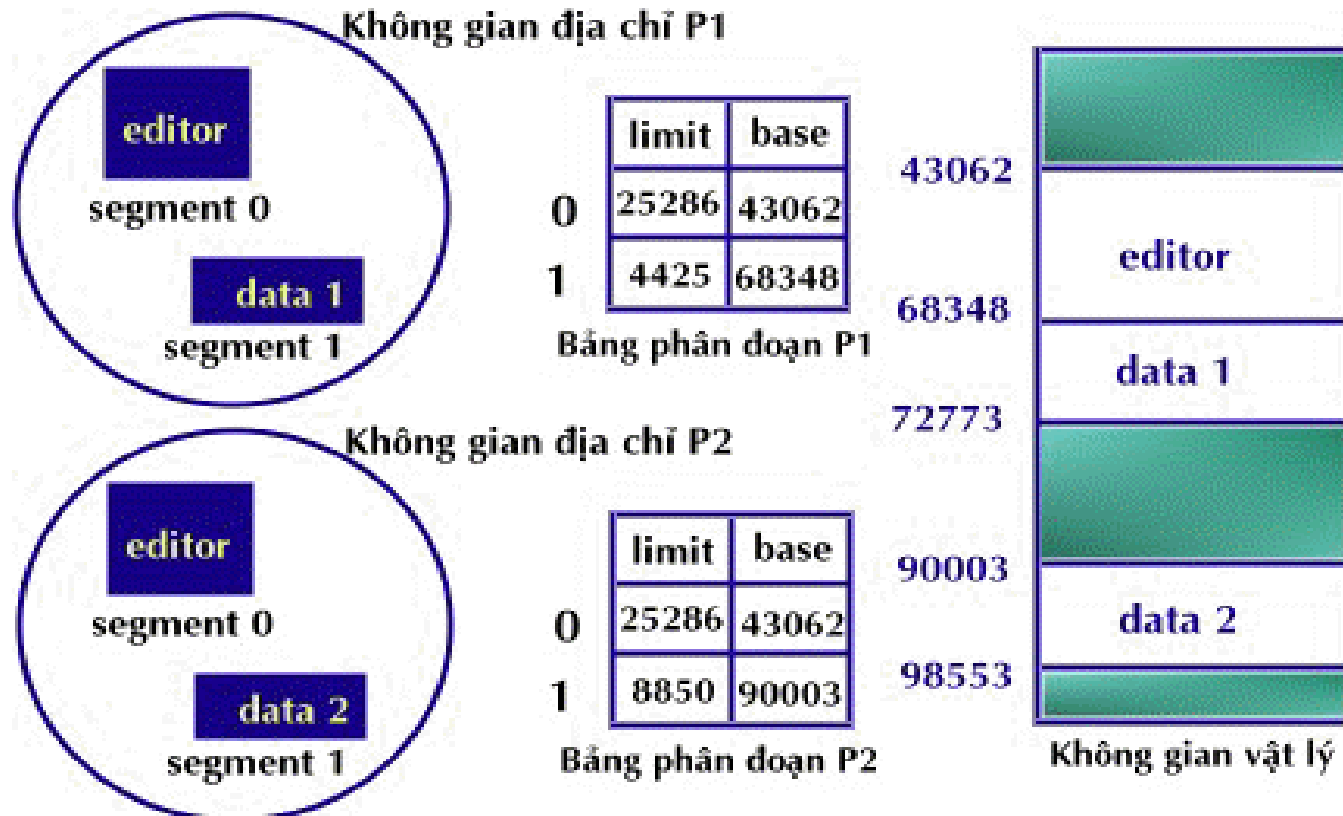 Không gian địa chỉ P1
editor
segment 0
data 1
segment 1
limit base
0 25286 43062
1 4425 68348
Bảng phân đoạn P1
Không gian địa chỉ P2
editor
segment 0
data 2
segment 1
limit base
0 25286 43062
1 8850 90003
Bảng phân đoạn P2
43062
editor
68348
data 1
72773
90003
data 2
98553
Không gian vật lý